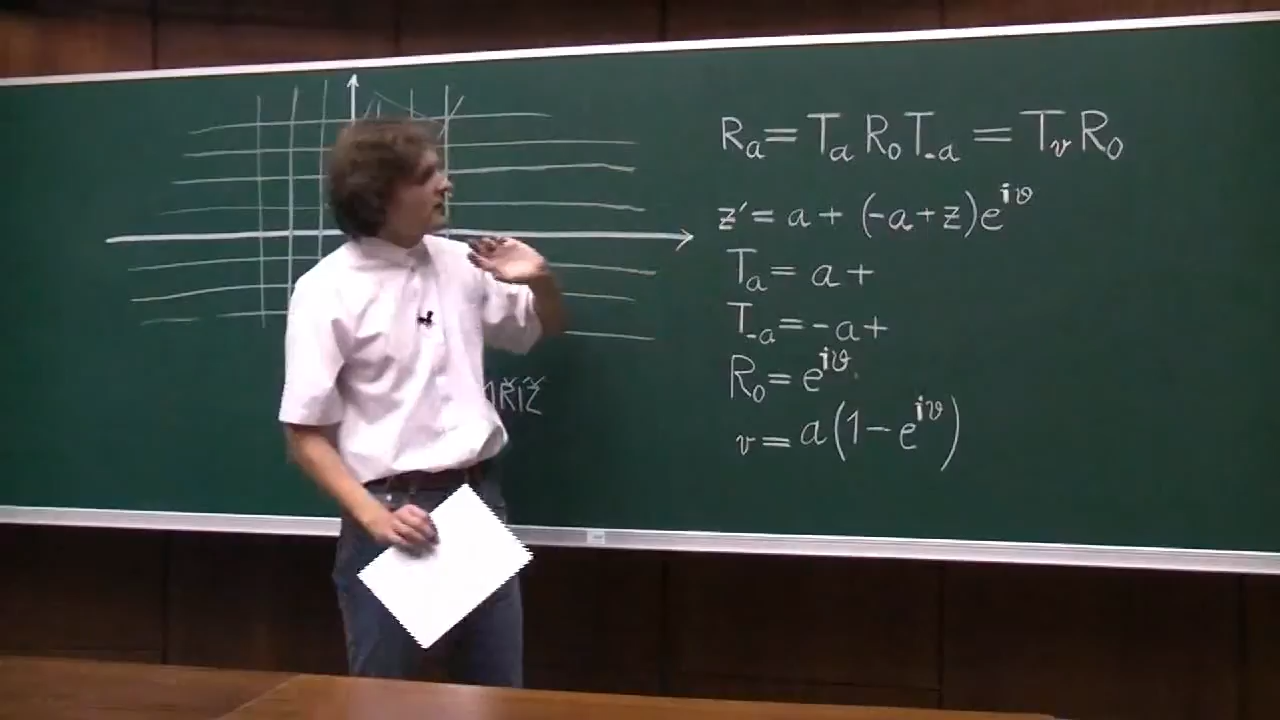 Rₐ = Tₐ R₀ T₋ₐ = Tᵥ R₀
z' = a + (-a+z)e^{iϑ}
Tₐ = a +
T₋ₐ = -a +
R₀ = e^{iϑ}
v = a(1 - e^{iϑ})